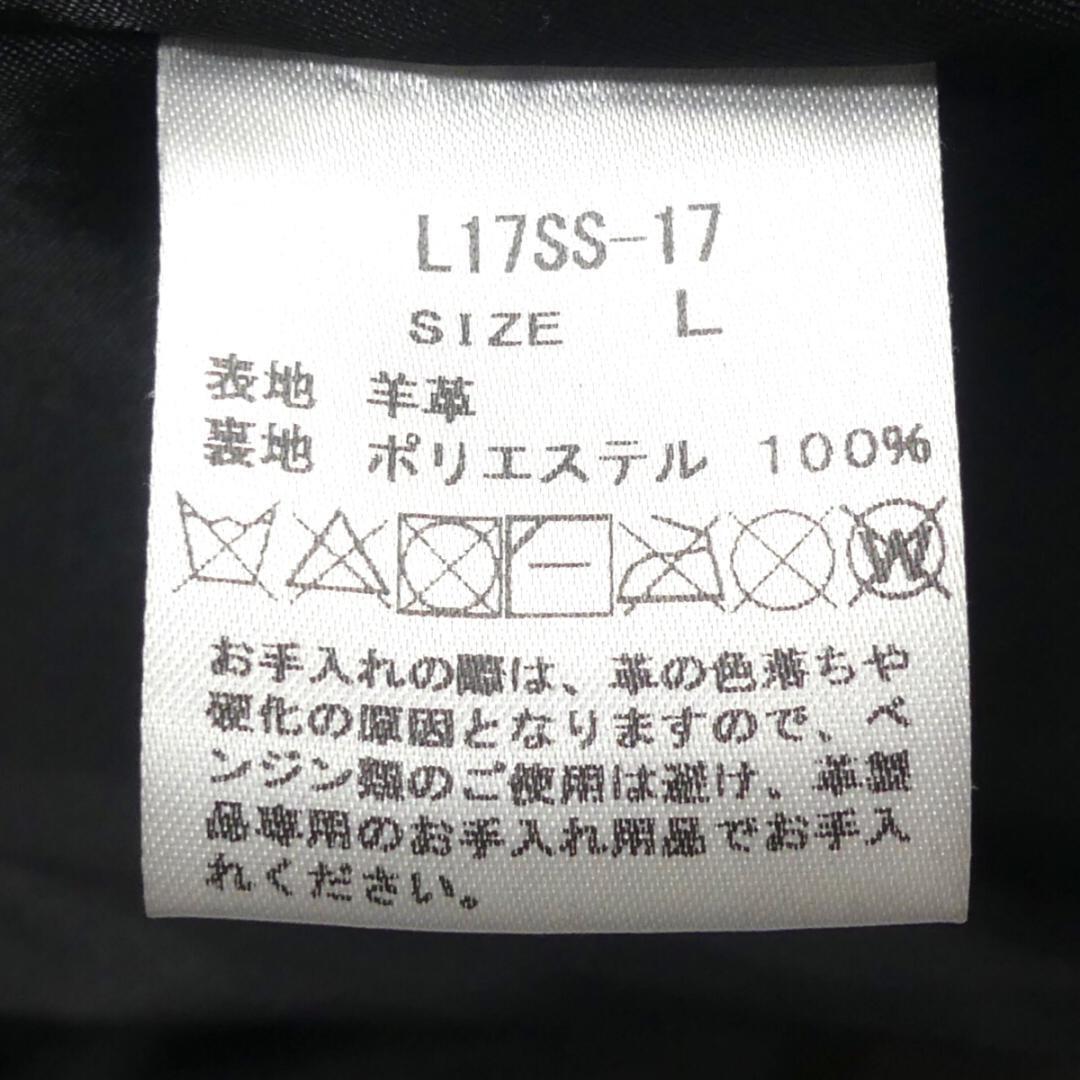 L17SS-17
SIZE L
表地 羊革
裏地 ポリエステル 100%
W
お手入れの際は、革の色落ちや
硬化の原因となりますので、ベ
ンジン類のご使用は避け、革製
品専用のお手入れ用品でお手入
れください。